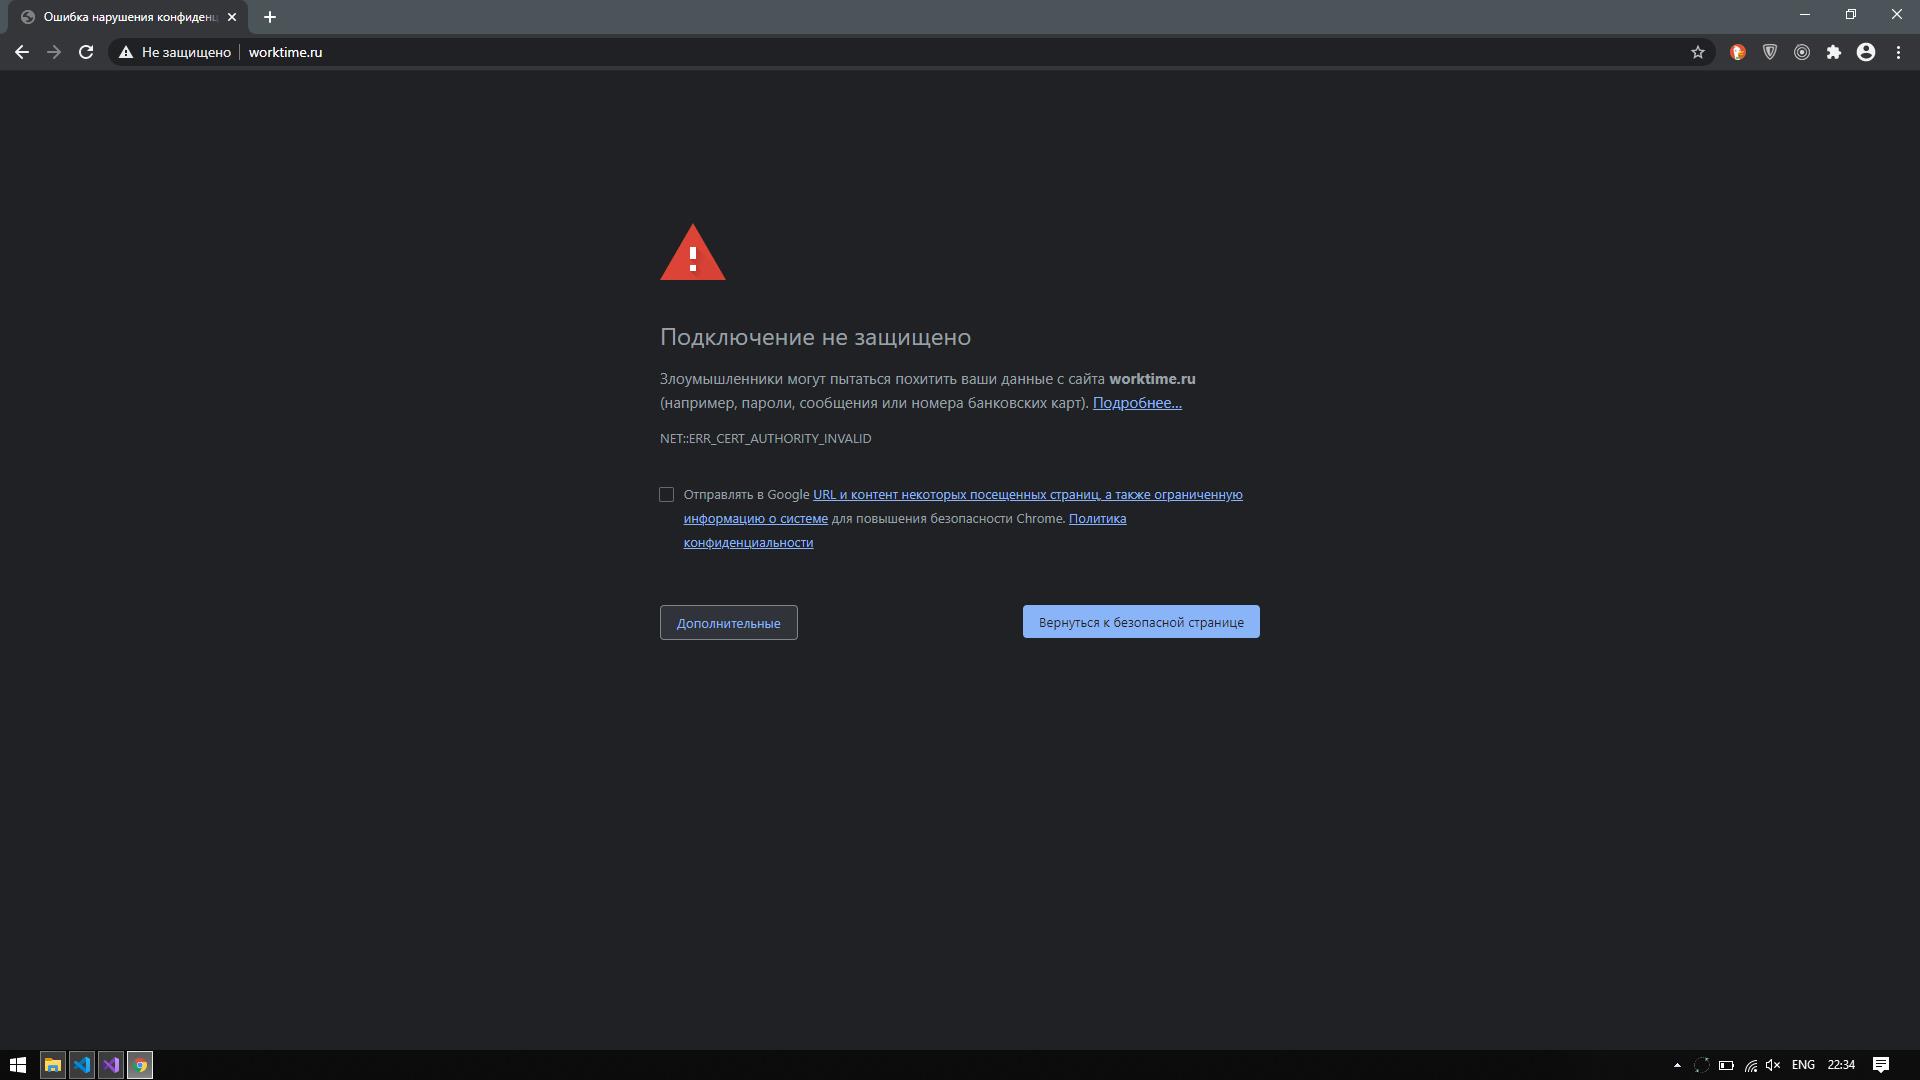 Ошибка нарушения конфиденц
Не защищено
worktime.ru
Подключение не защищено
Злоумышленники могут пытаться похитить ваши данные с сайта worktime.ru
(например, пароли, сообщения или номера банковских карт). Подробнее...
NET::ERR_CERT_AUTHORITY_INVALID
Отправлять в Google URL и контент некоторых посещенных страниц, а также ограниченную
информацию о системе для повышения безопасности Chrome. Политика
конфиденциальности
Дополнительные
Вернуться к безопасной странице
ENG
22:34